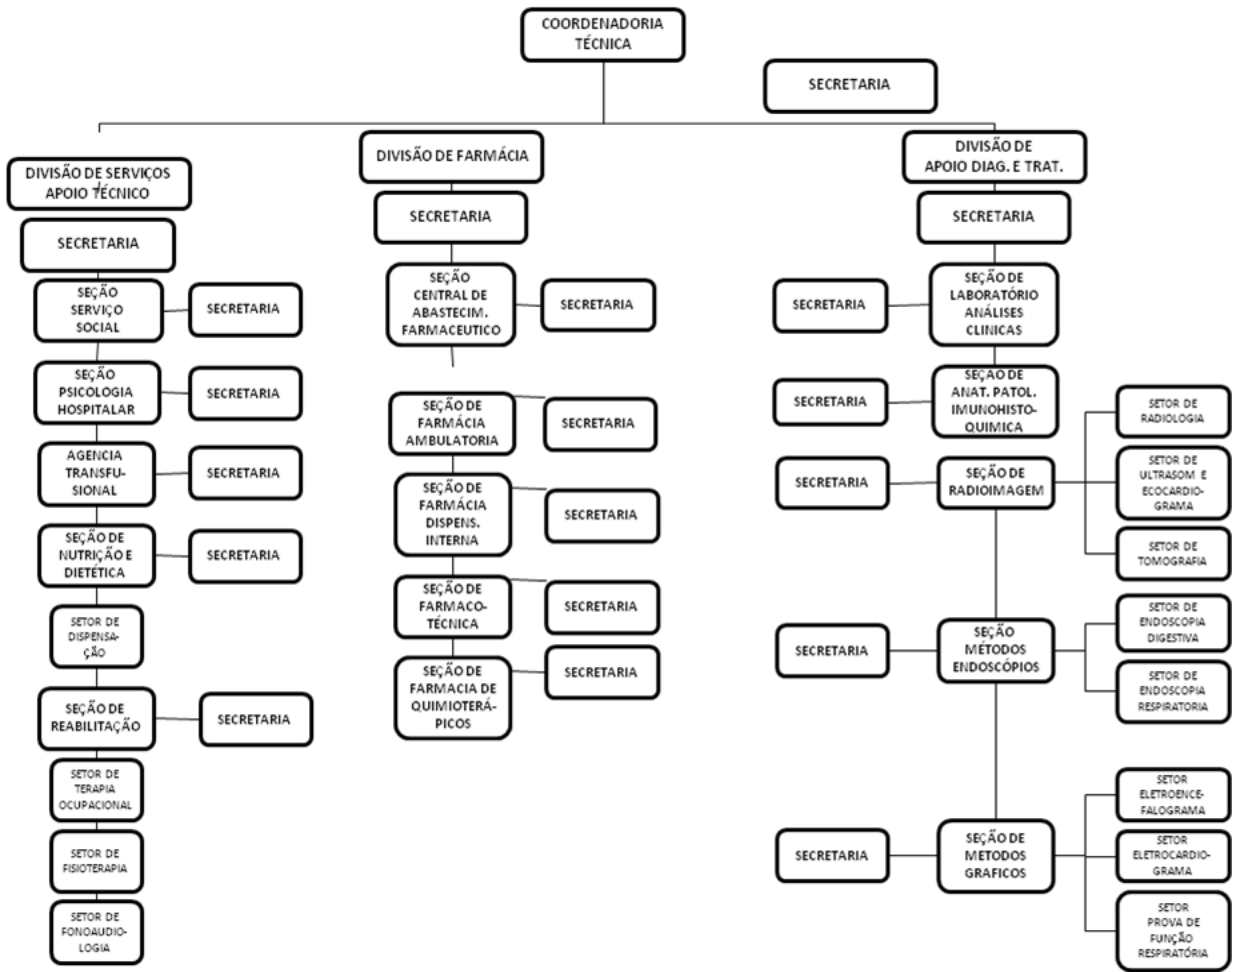 COORDENADORIA
TÉCNICA
SECRETARIA
DIVISÃO DE SERVIÇOS
APOIO TÉCNICO
SECRETARIA
SEÇÃO
SERVIÇO
SOCIAL
SECRETARIA
SEÇÃO
PSICOLOGIA
HOSPITALAR
SECRETARIA
AGENCIA
TRANSFU-
SIONAL
SECRETARIA
SEÇÃO DE
NUTRIÇÃO E
DIETÉTICA
SECRETARIA
SETOR DE
DISPENSA-
ÇÃO
SEÇÃO DE
REABILITAÇÃO
SECRETARIA
SETOR DE
TERAPIA
OCUPACIONAL
SETOR DE
FISIOTERAPIA
SETOR DE
FONOAUDIO-
LOGIA
DIVISÃO DE FARMÁCIA
SECRETARIA
SEÇÃO
CENTRAL DE
ABASTECIM.
FARMACEUTICO
SECRETARIA
SEÇÃO DE
FARMÁCIA
AMBULATORIA
SECRETARIA
SEÇÃO DE
FARMÁCIA
DISPENS.
INTERNA
SECRETARIA
SEÇÃO DE
FARMACO-
TÉCNICA
SECRETARIA
SEÇÃO DE
FARMACIA DE
QUIMIOTERÁ-
PICOS
SECRETARIA
DIVISÃO DE
APOIO DIAG. E TRAT.
SECRETARIA
SECRETARIA
SEÇÃO DE
LABORATÓRIO
ANÁLISES
CLINICAS
SECRETARIA
SEÇAO DE
ANAT. PATOL.
IMUNOHISTO-
QUIMICA
SECRETARIA
SEÇÃO DE
RADIOIMAGEM
SETOR DE
RADIOLOGIA
SETOR DE
ULTRASOM E
ECOCARDIO-
GRAMA
SETOR DE
TOMOGRAFIA
SECRETARIA
SEÇÃO
MÉTODOS
ENDOSCÓPIOS
SETOR DE
ENDOSCOPIA
DIGESTIVA
SETOR DE
ENDOSCOPIA
RESPIRATORIA
SECRETARIA
SEÇÃO DE
METODOS
GRAFICOS
SETOR
ELETROENCE-
FALOGRAMA
SETOR
ELETROCARDIO-
GRAMA
SETOR
PROVA DE
FUNÇÃO
RESPIRATÓRIA